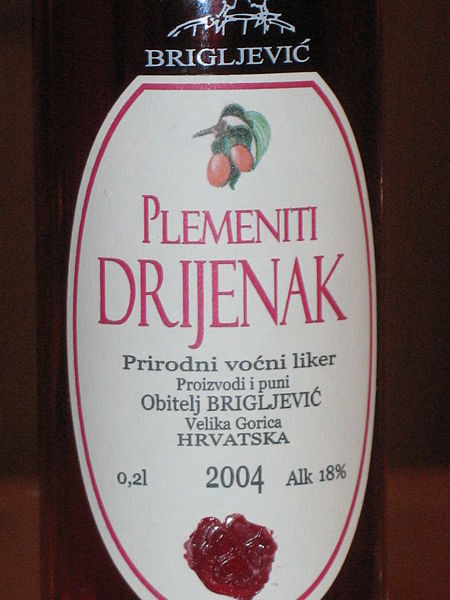 BRIGLJEVIĆ
PLEMENITI
DRIJENAK
Prirodni voćni liker
Proizvodi i puni
Obitelj BRIGLJEVIĆ
Velika Gorica
HRVATSKA
0,2l 2004 Alk 18%